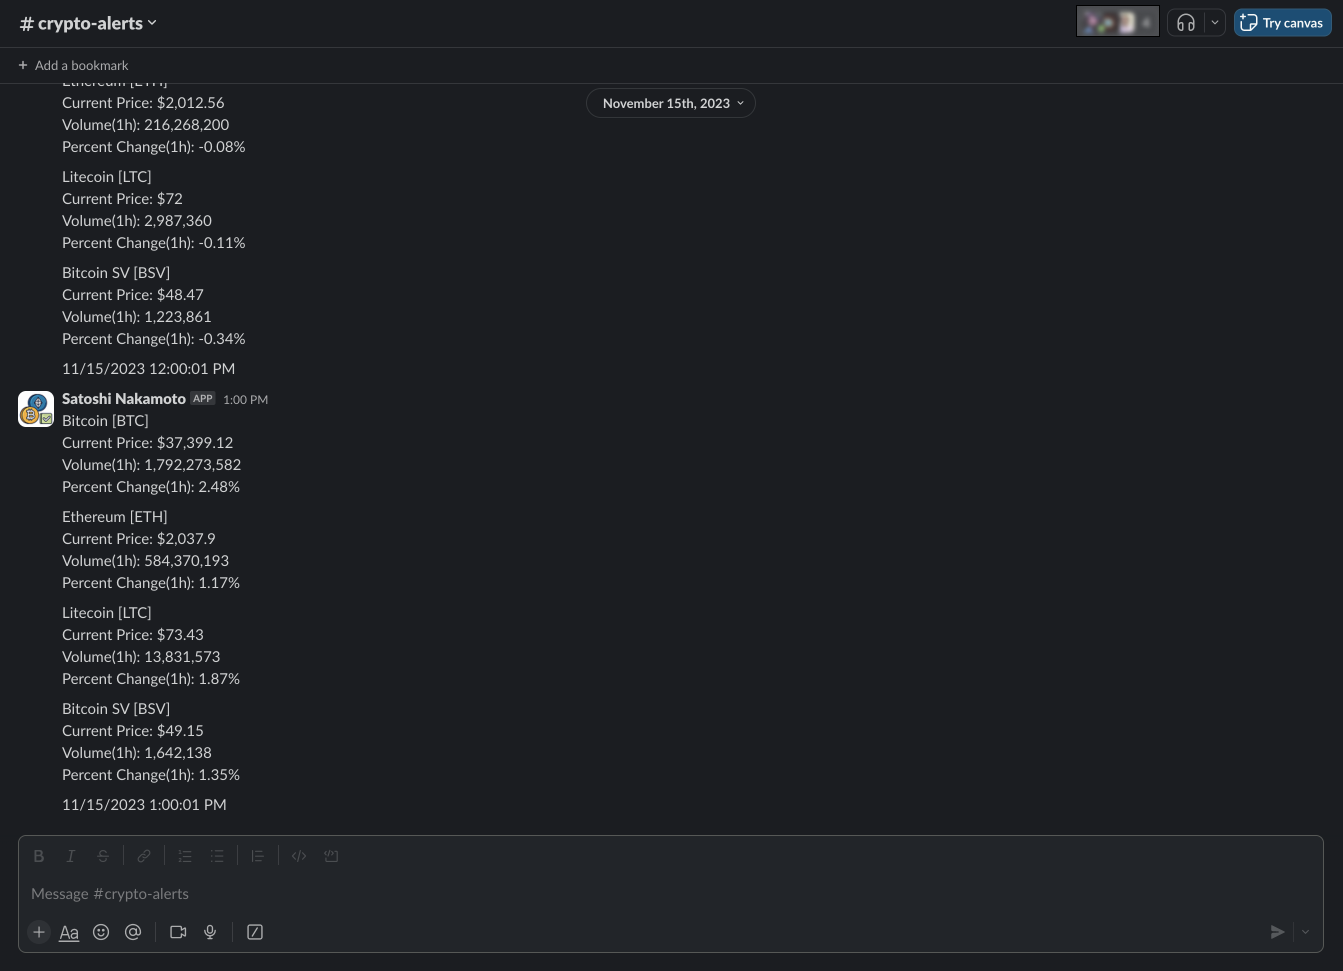 # crypto-alerts
Try canvas
+ Add a bookmark
November 15th, 2023
Ethereum [ETH]
Current Price: $2,012.56
Volume(1h): 216,268,200
Percent Change(1h): -0.08%
Litecoin [LTC]
Current Price: $72
Volume(1h): 2,987,360
Percent Change(1h): -0.11%
Bitcoin SV [BSV]
Current Price: $48.47
Volume(1h): 1,223,861
Percent Change(1h): -0.34%
11/15/2023 12:00:01 PM
Satoshi Nakamoto APP 1:00 PM
Bitcoin [BTC]
Current Price: $37,399.12
Volume(1h): 1,792,273,582
Percent Change(1h): 2.48%
Ethereum [ETH]
Current Price: $2,037.9
Volume(1h): 584,370,193
Percent Change(1h): 1.17%
Litecoin [LTC]
Current Price: $73.43
Volume(1h): 13,831,573
Percent Change(1h): 1.87%
Bitcoin SV [BSV]
Current Price: $49.15
Volume(1h): 1,642,138
Percent Change(1h): 1.35%
11/15/2023 1:00:01 PM
B I S
Message #crypto-alerts
+ Aa @